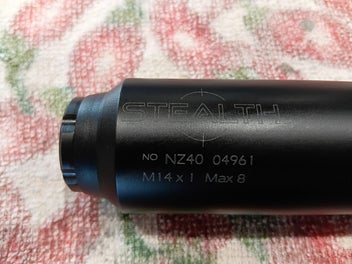 STEALTH
NO NZ40 04961
M14 x 1 Max 8